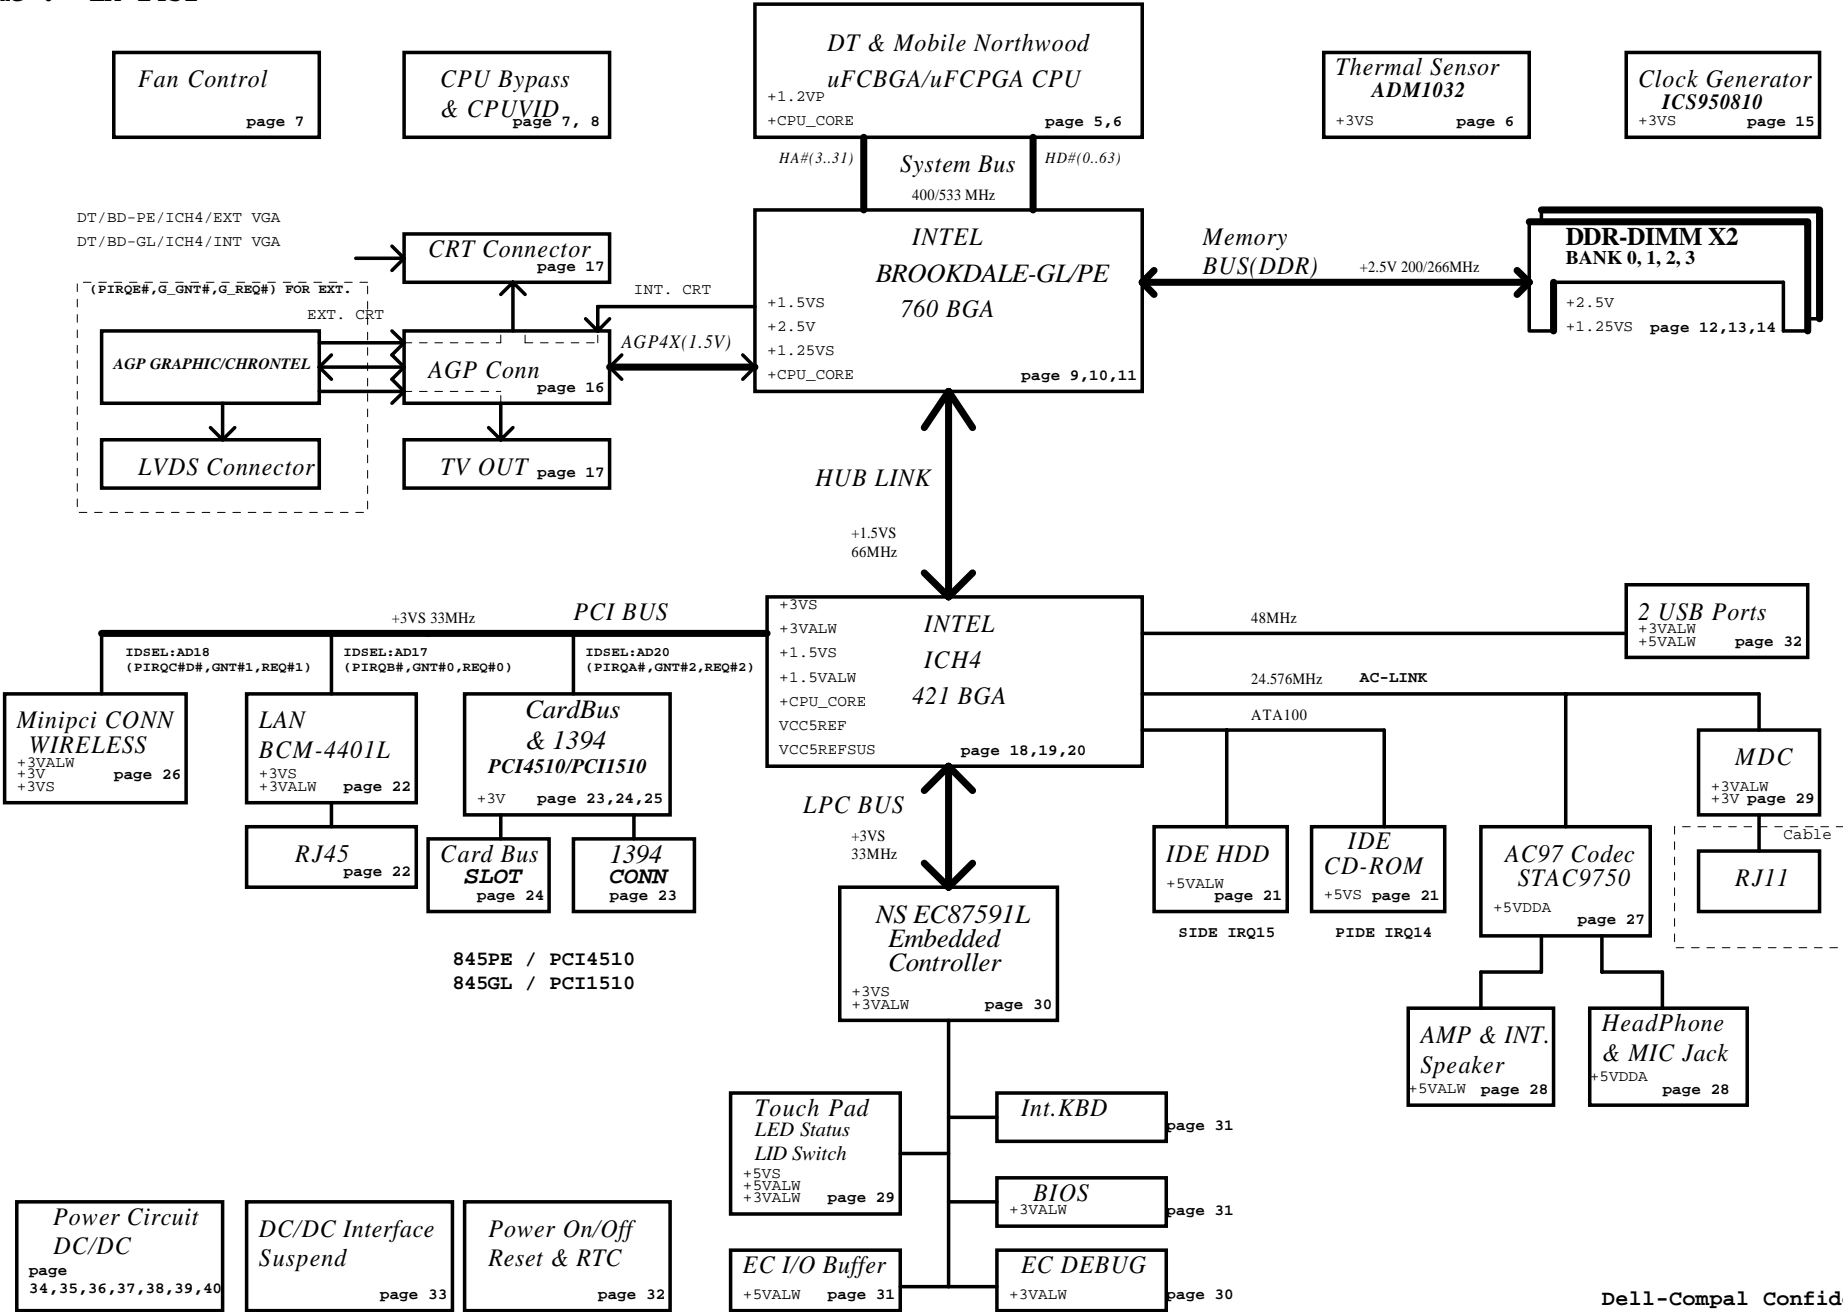 Fan Control
page 7
CPU Bypass
& CPUVID
page 7, 8
DT & Mobile Northwood
uFCBGA/uFCPGA CPU
+1.2VP
+CPU_CORE
page 5,6
Thermal Sensor
ADM1032
+3VS
page 6
Clock Generator
ICS950810
+3VS
page 15
HA#(3..31)
System Bus
HD#(0..63)
400/533 MHz
DT/BD-PE/ICH4/EXT VGA
DT/BD-GL/ICH4/INT VGA
CRT Connector
page 17
(PIRQE#,G_GNT#,G_REQ#) FOR EXT.
EXT. CRT
INT. CRT
AGP GRAPHIC/CHRONTEL
AGP Conn
page 16
AGP4X(1.5V)
LVDS Connector
TV OUT
page 17
INTEL
BROOKDALE-GL/PE
760 BGA
+1.5VS
+2.5V
+1.25VS
+CPU_CORE
page 9,10,11
Memory
BUS(DDR)
+2.5V 200/266MHz
DDR-DIMM X2
BANK 0, 1, 2, 3
+2.5V
+1.25VS
page 12,13,14
HUB LINK
+1.5VS
66MHz
+3VS 33MHz
PCI BUS
IDSEL:AD18
(PIRQC#D#,GNT#1,REQ#1)
IDSEL:AD17
(PIRQB#,GNT#0,REQ#0)
IDSEL:AD20
(PIRQA#,GNT#2,REQ#2)
INTEL
ICH4
421 BGA
+3VS
+3VALW
+1.5VS
+1.5VALW
+CPU_CORE
VCC5REF
VCC5REFSUS
page 18,19,20
48MHz
2 USB Ports
+3VALW
+5VALW
page 32
24.576MHz
AC-LINK
ATA100
Minipci CONN
WIRELESS
+3VALW
+3V
+3VS
page 26
LAN
BCM-4401L
+3VS
+3VALW
page 22
CardBus
& 1394
PCI4510/PCI1510
+3V
page 23,24,25
RJ45
page 22
Card Bus
SLOT
page 24
1394
CONN
page 23
845PE / PCI4510
845GL / PCI1510
LPC BUS
+3VS
33MHz
NS EC87591L
Embedded
Controller
+3VS
+3VALW
page 30
IDE HDD
+5VALW
page 21
SIDE IRQ15
IDE
CD-ROM
+5VS
page 21
PIDE IRQ14
AC97 Codec
STAC9750
+5VDDA
page 27
MDC
+3VALW
+3V
page 29
Cable
RJ11
AMP & INT.
Speaker
+5VALW
page 28
HeadPhone
& MIC Jack
+5VDDA
page 28
Touch Pad
LED Status
LID Switch
+5VS
+5VALW
+3VALW
page 29
Int.KBD
page 31
BIOS
+3VALW
page 31
EC I/O Buffer
+5VALW
page 31
EC DEBUG
+3VALW
page 30
Power Circuit
DC/DC
page
34,35,36,37,38,39,40
DC/DC Interface
Suspend
page 33
Power On/Off
Reset & RTC
page 32
Dell-Compal Confid